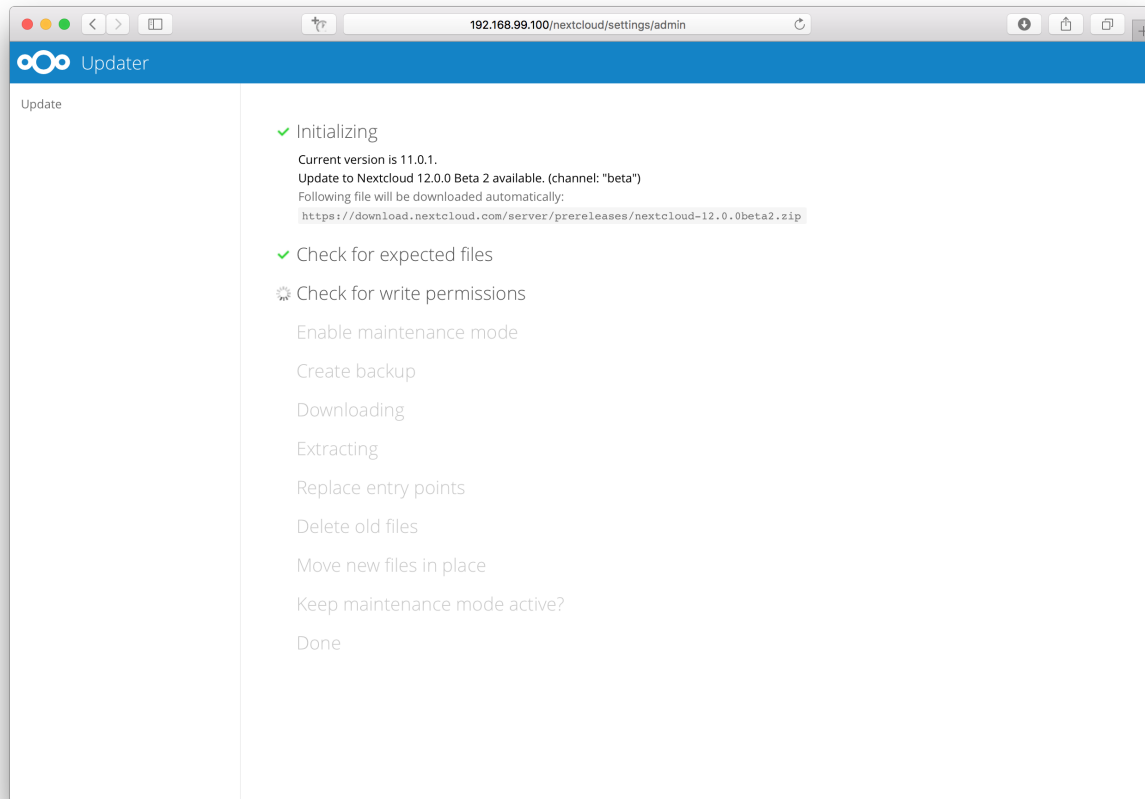 192.168.99.100/nextcloud/settings/admin
Updater
Update
Initializing
Current version is 11.0.1.
Update to Nextcloud 12.0.0 Beta 2 available. (channel: "beta")
Following file will be downloaded automatically:
https://download.nextcloud.com/server/prereleases/nextcloud-12.0.0beta2.zip
Check for expected files
Check for write permissions
Enable maintenance mode
Create backup
Downloading
Extracting
Replace entry points
Delete old files
Move new files in place
Keep maintenance mode active?
Done